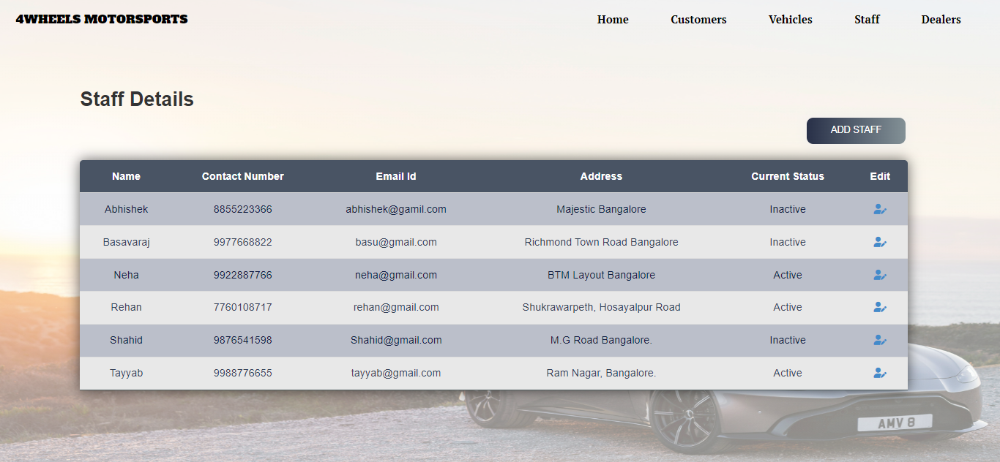 4WHEELS MOTORSPORTS Home Customers Vehicles Staff Dealers
Staff Details
ADD STAFF
Name Contact Number Email Id Address Current Status Edit
Abhishek 8855223366 abhishek@gamil.com Majestic Bangalore Inactive
Basavaraj 9977668822 basu@gmail.com Richmond Town Road Bangalore Inactive
Neha 9922887766 neha@gmail.com BTM Layout Bangalore Active
Rehan 7760108717 rehan@gmail.com Shukrawarpeth, Hosayalpur Road Active
Shahid 9876541598 Shahid@gmail.com M.G Road Bangalore. Inactive
Tayyab 9988776655 tayyab@gmail.com Ram Nagar, Bangalore. Active
AMV 8